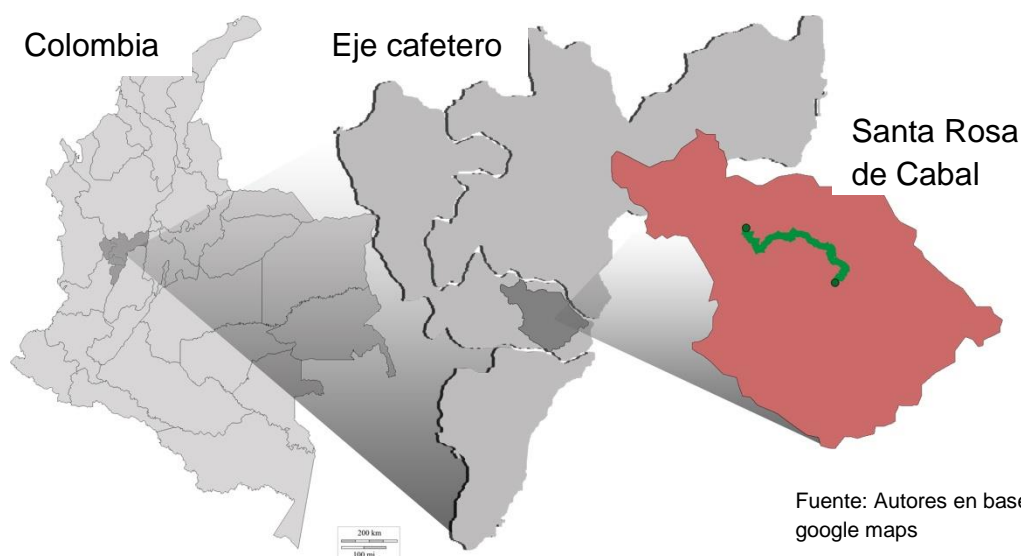 Colombia
Eje cafetero
Santa Rosa
de Cabal
200 km
100 mi
Fuente: Autores en base
google maps